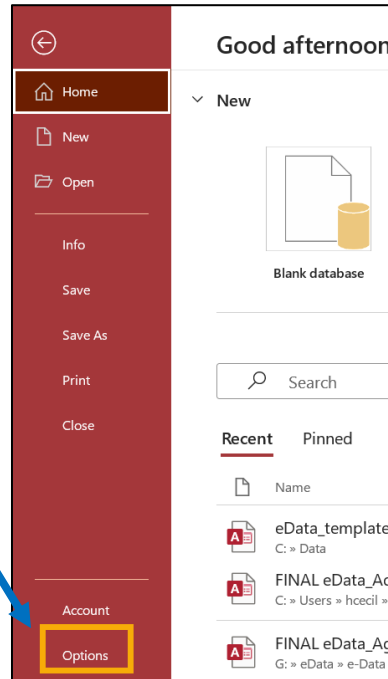 Good afternoon
Home
New
New
Open
Blank database
Info
Save
Save As
Print
Search
Close
Recent Pinned
Name
eData_template
C: » Data
FINAL eData_Ac
C: » Users » hcecil »
Account
FINAL eData_Ag
G: » eData » e-Data
Options